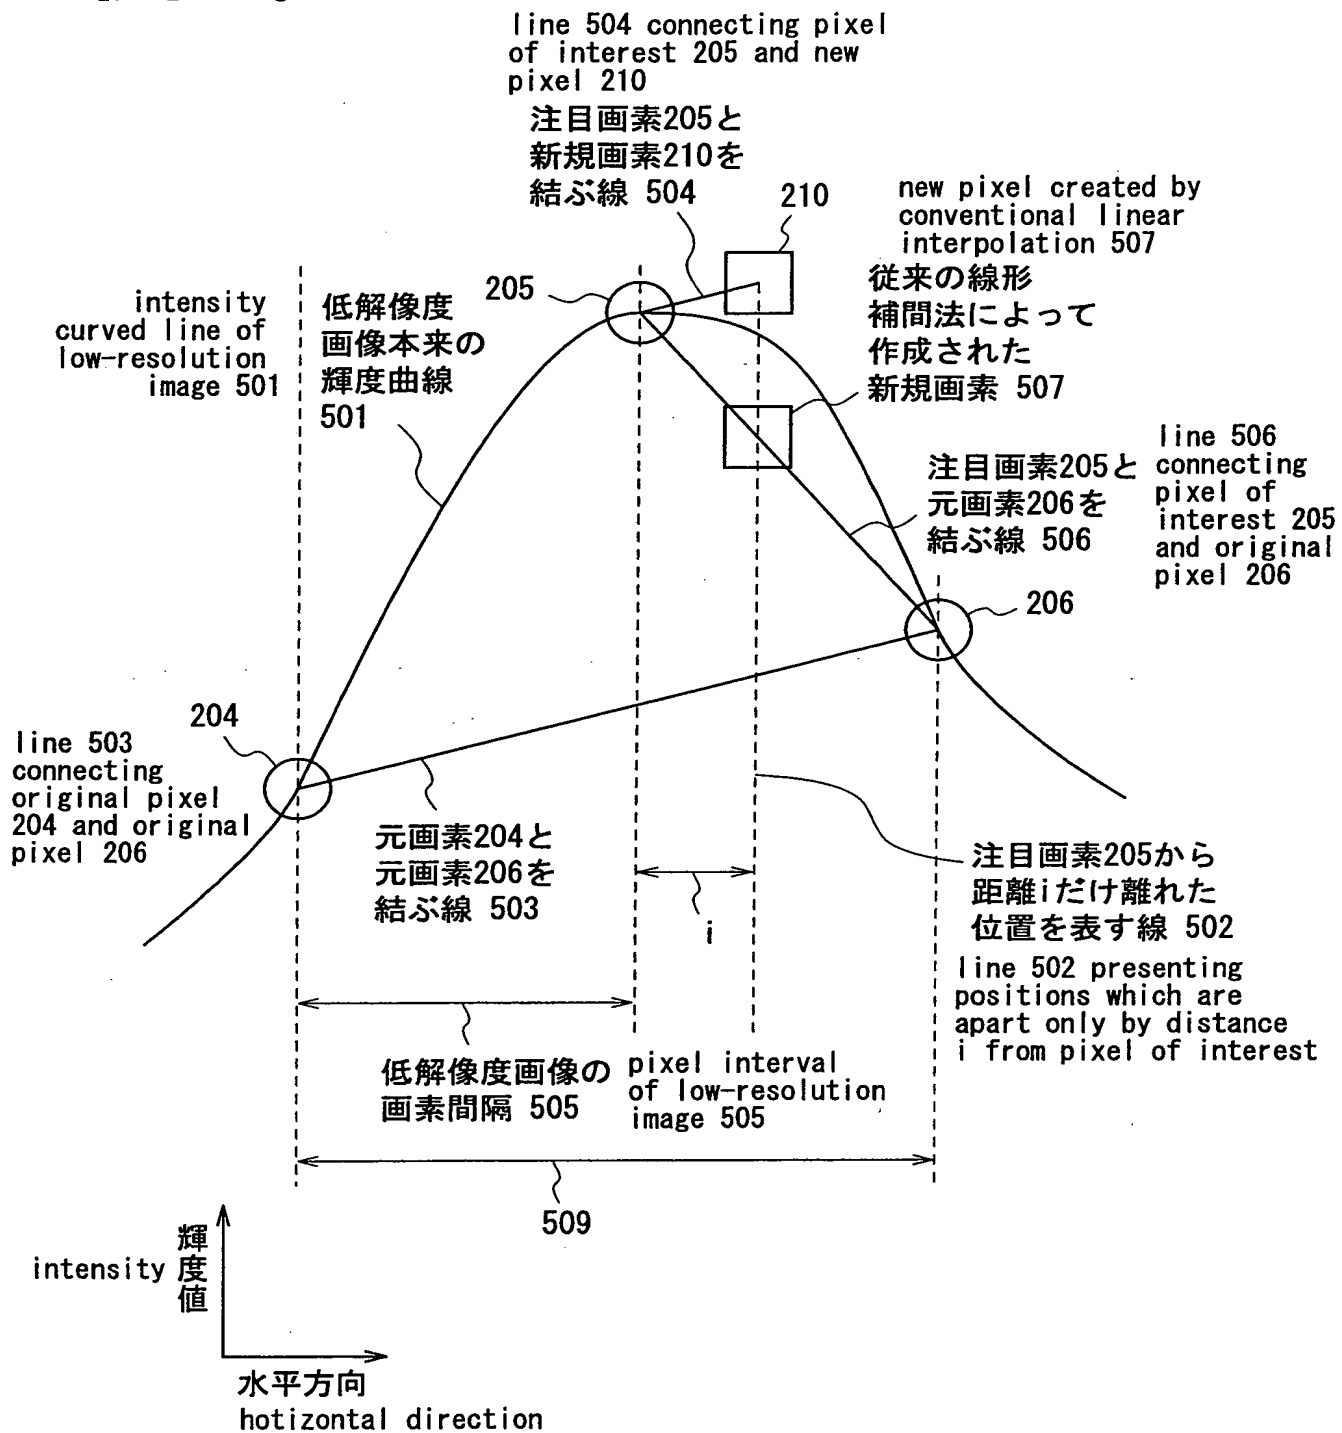 line 504 connecting pixel
of interest 205 and new
pixel 210
注目画素205と
新規画素210を
結ぶ線 504
210
new pixel created by
conventional linear
interpolation 507
従来の線形
補間法によって
作成された
新規画素 507
205
intensity
curved line of
low-resolution
image 501
低解像度
画像本来の
輝度曲線
501
注目画素205と
元画素206を
結ぶ線 506
line 506
connecting
pixel of
interest 205
and original
pixel 206
206
204
line 503
connecting
original pixel
204 and original
pixel 206
元画素204と
元画素206を
結ぶ線 503
i
注目画素205から
距離iだけ離れた
位置を表す線 502
line 502 presenting
positions which are
apart only by distance
i from pixel of interest
低解像度画像の
画素間隔 505
pixel interval
of low-resolution
image 505
509
intensity
輝度値
水平方向
hotizontal direction